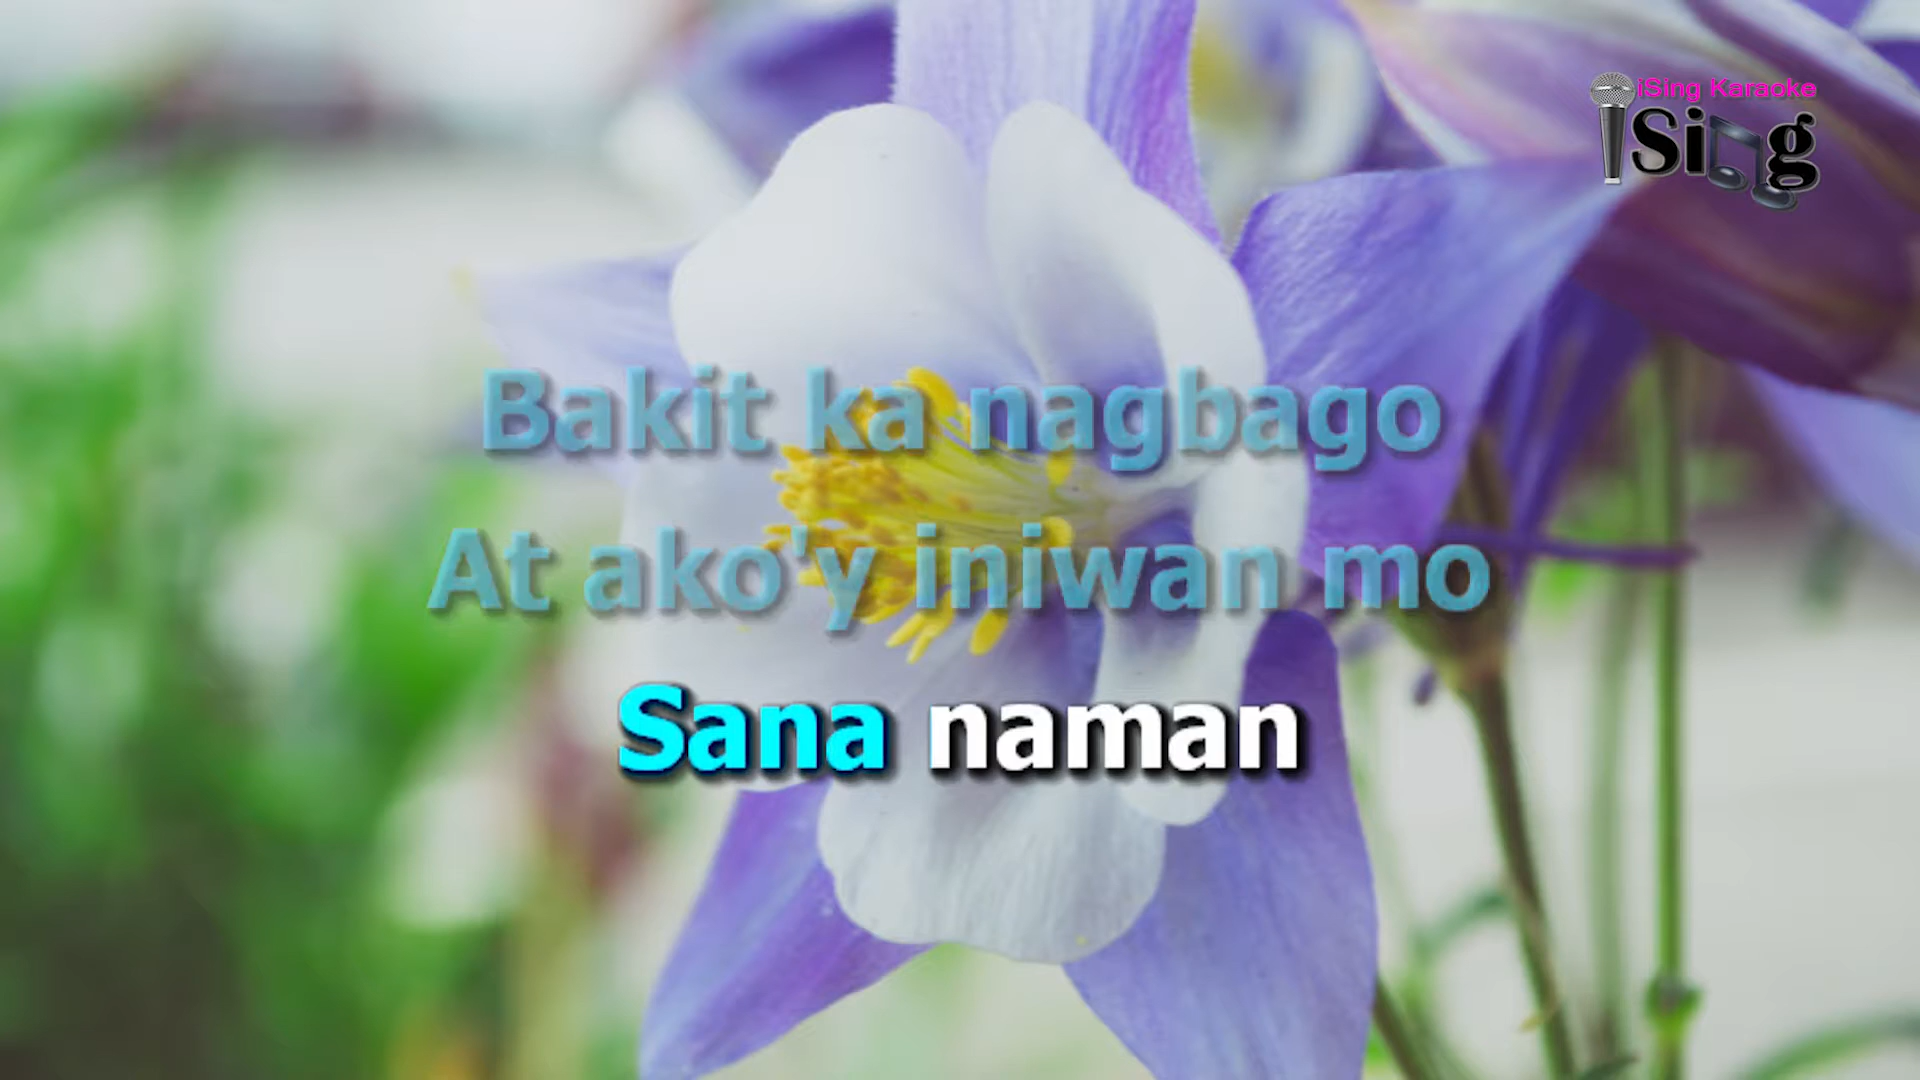 iSing Karaoke
iSing
Bakit ka nagbago
At ako'y iniwan mo
Sana naman